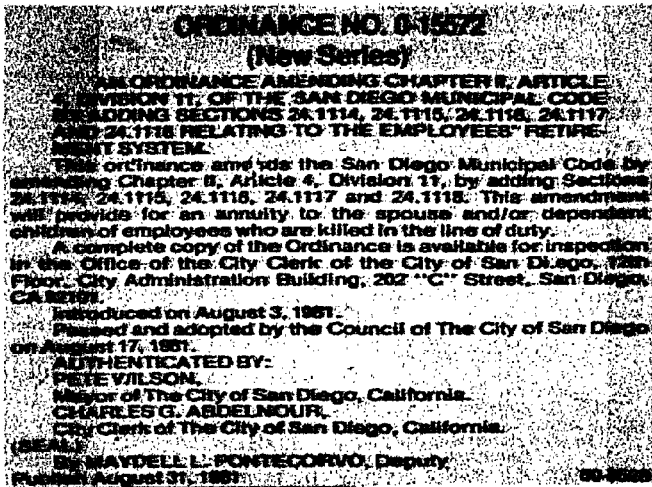 ORDINANCE NO. 0-15572
(New Series)
AN ORDINANCE AMENDING CHAPTER II, ARTICLE
4, DIVISION 11, OF THE SAN DIEGO MUNICIPAL CODE
BY ADDING SECTIONS 24.1114, 24.1115, 24.1116, 24.1117
AND 24.1118 RELATING TO THE EMPLOYEES' RETIRE-
MENT SYSTEM.
This ordinance amends the San Diego Municipal Code by
amending Chapter II, Article 4, Division 11, by adding Sections
24.1114, 24.1115, 24.1116, 24.1117 and 24.1118. This amendment
will provide for an annuity to the spouse and/or dependent
children of employees who are killed in the line of duty.
A complete copy of the Ordinance is available for inspection
in the Office of the City Clerk of the City of San Diego, 12th
Floor, City Administration Building, 202 "C" Street, San Diego,
CA 92101.
Introduced on August 3, 1981.
Passed and adopted by the Council of The City of San Diego
on August 17, 1981.
AUTHENTICATED BY:
PETE WILSON,
Mayor of The City of San Diego, California.
CHARLES G. ABDELNOUR,
City Clerk of The City of San Diego, California.
(SEAL)
By MAYDELL L. PONTECORVO, Deputy
Publish August 31, 1981